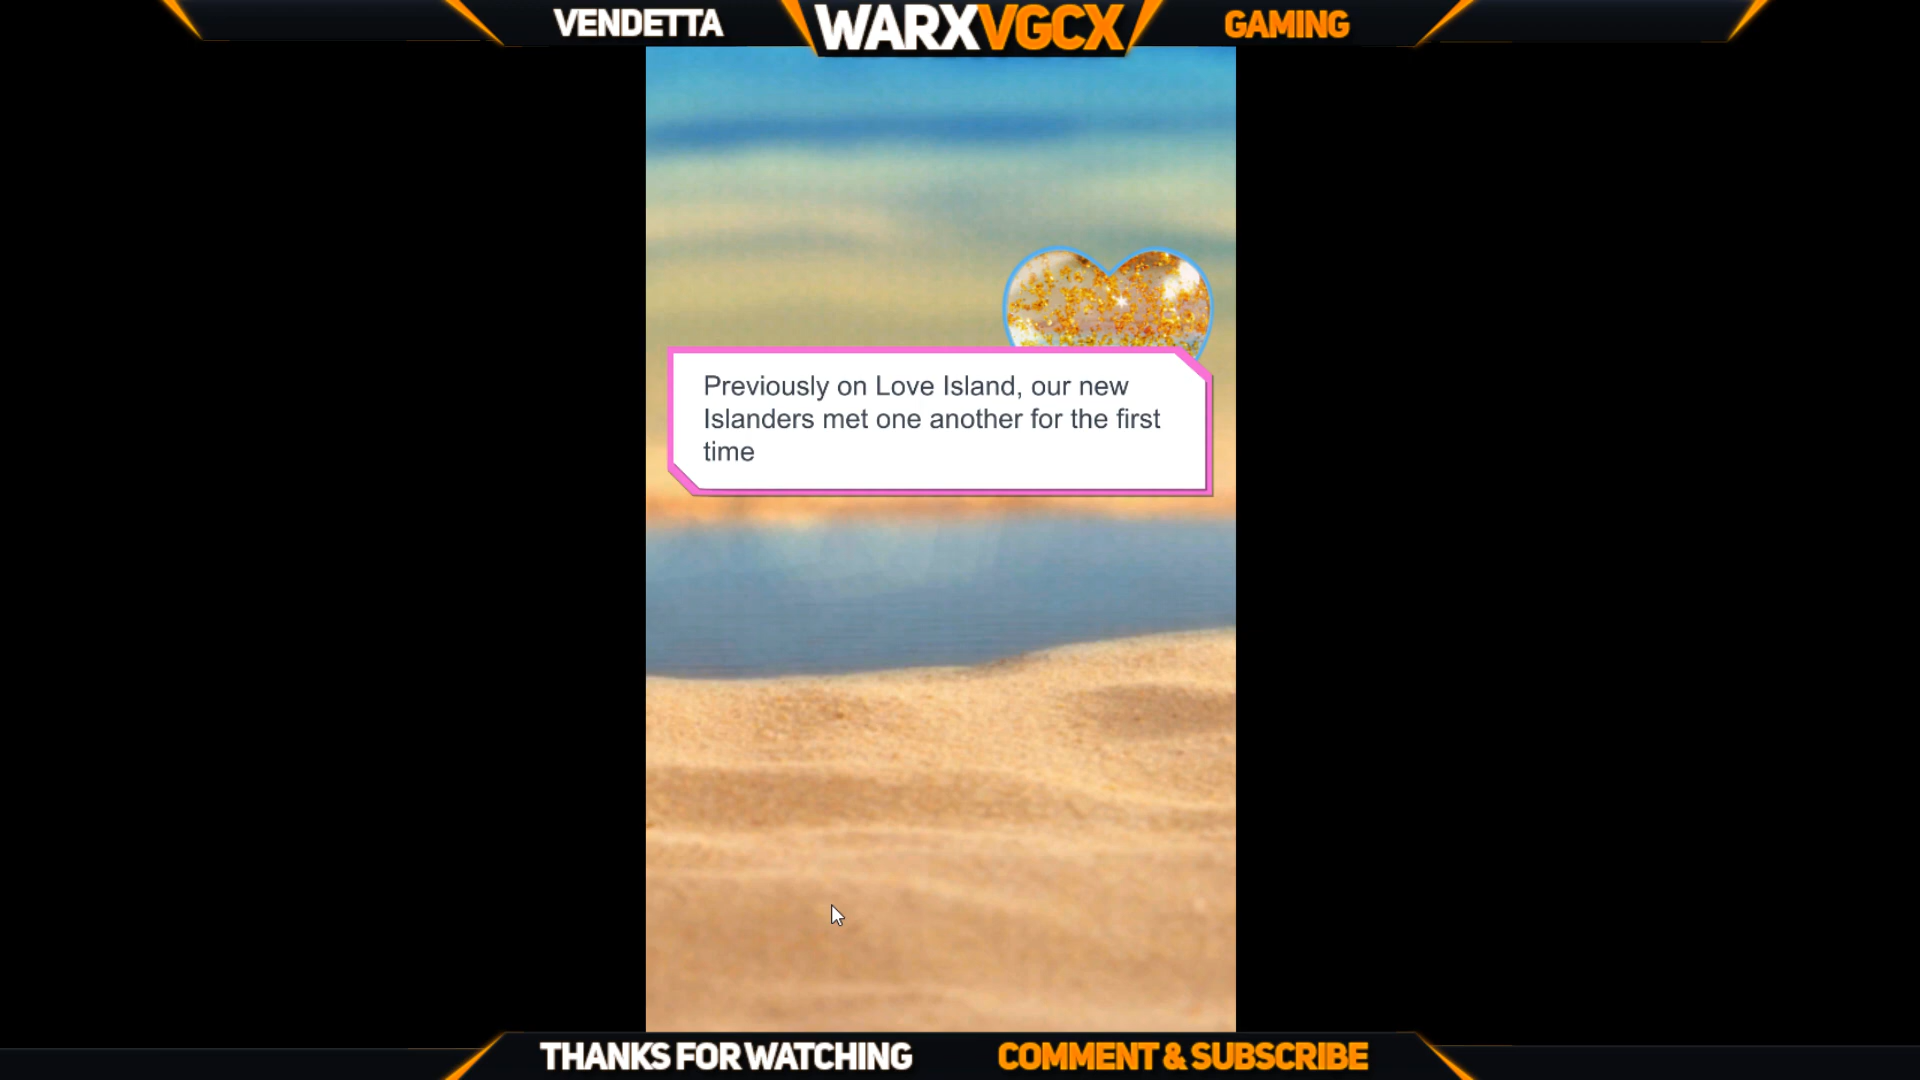 VENDETTA
WARXVGCX
GAMING
Previously on Love Island, our new
Islanders met one another for the first
time
THANKS FOR WATCHING
COMMENT & SUBSCRIBE